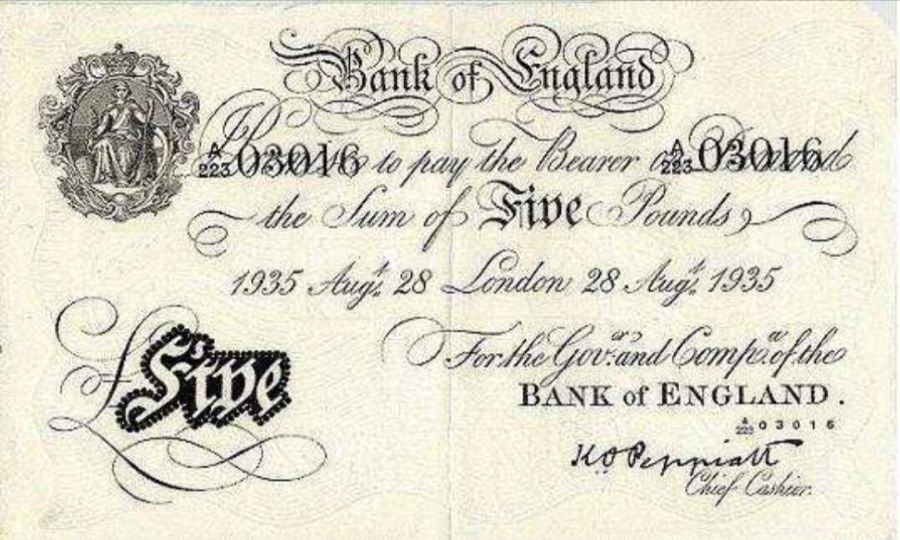 Bank of England
A/223 03016 to pay the Bearer on Demand A/223 03016
the Sum of Five Pounds
1935 Augt. 28 London 28 Augt. 1935
For the Govr. and Compa. of the
BANK of ENGLAND.
A/223 03016
£Five
K O Peppiatt
Chief Cashier.